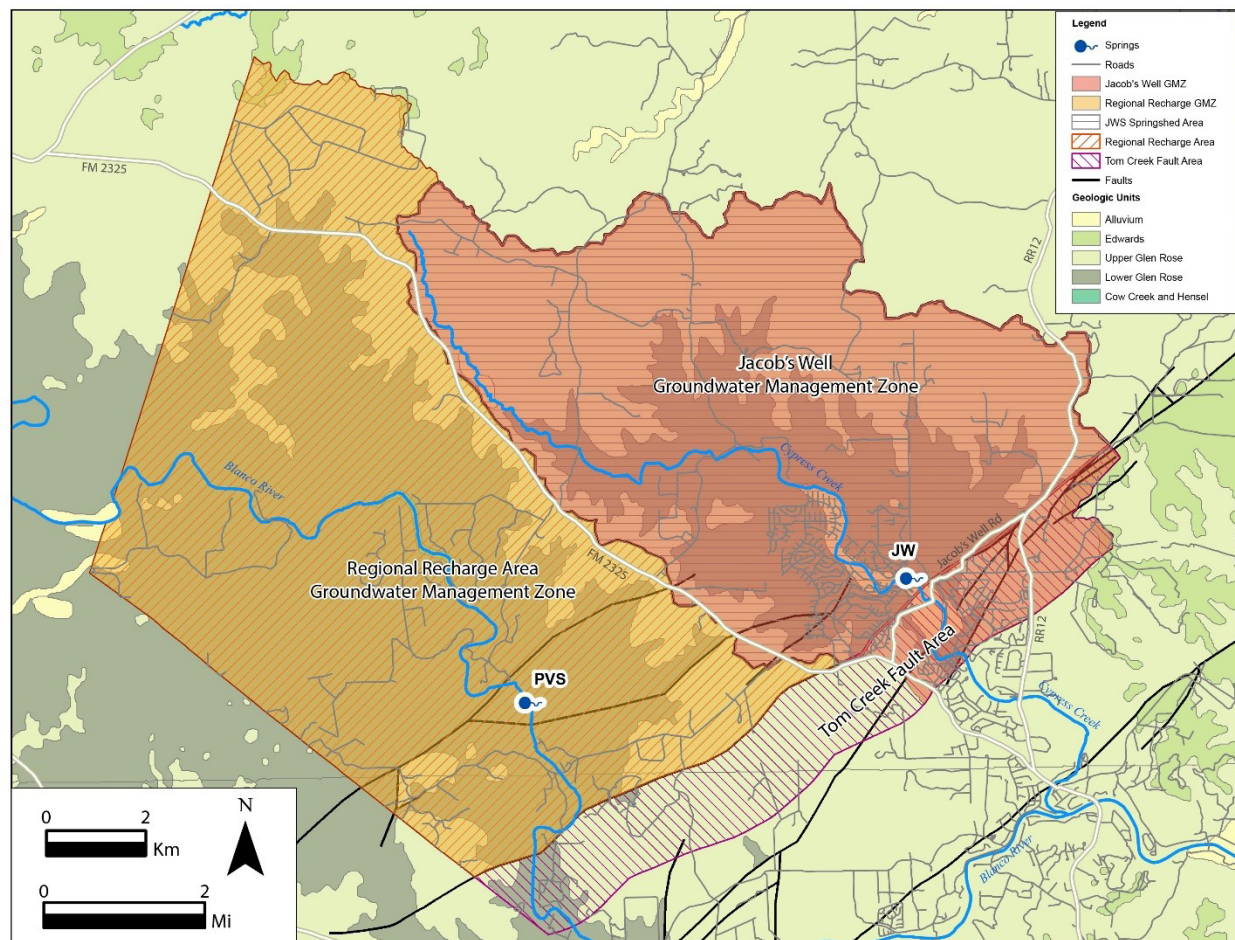 Legend
Springs
Roads
Jacob's Well GMZ
Regional Recharge GMZ
JWS Springshed Area
Regional Recharge Area
Tom Creek Fault Area
Faults
Geologic Units
Alluvium
Edwards
Upper Glen Rose
Lower Glen Rose
Cow Creek and Hensel
FM 2325
RR12
Jacob's Well
Groundwater Management Zone
Cypress Creek
Blanco River
JW
Jacob's Well Rd
FM 2325
Regional Recharge Area
Groundwater Management Zone
RR12
Tom Creek Fault Area
PVS
Cypress Creek
Blanco River
0 2
Km
N
0 2
Mi